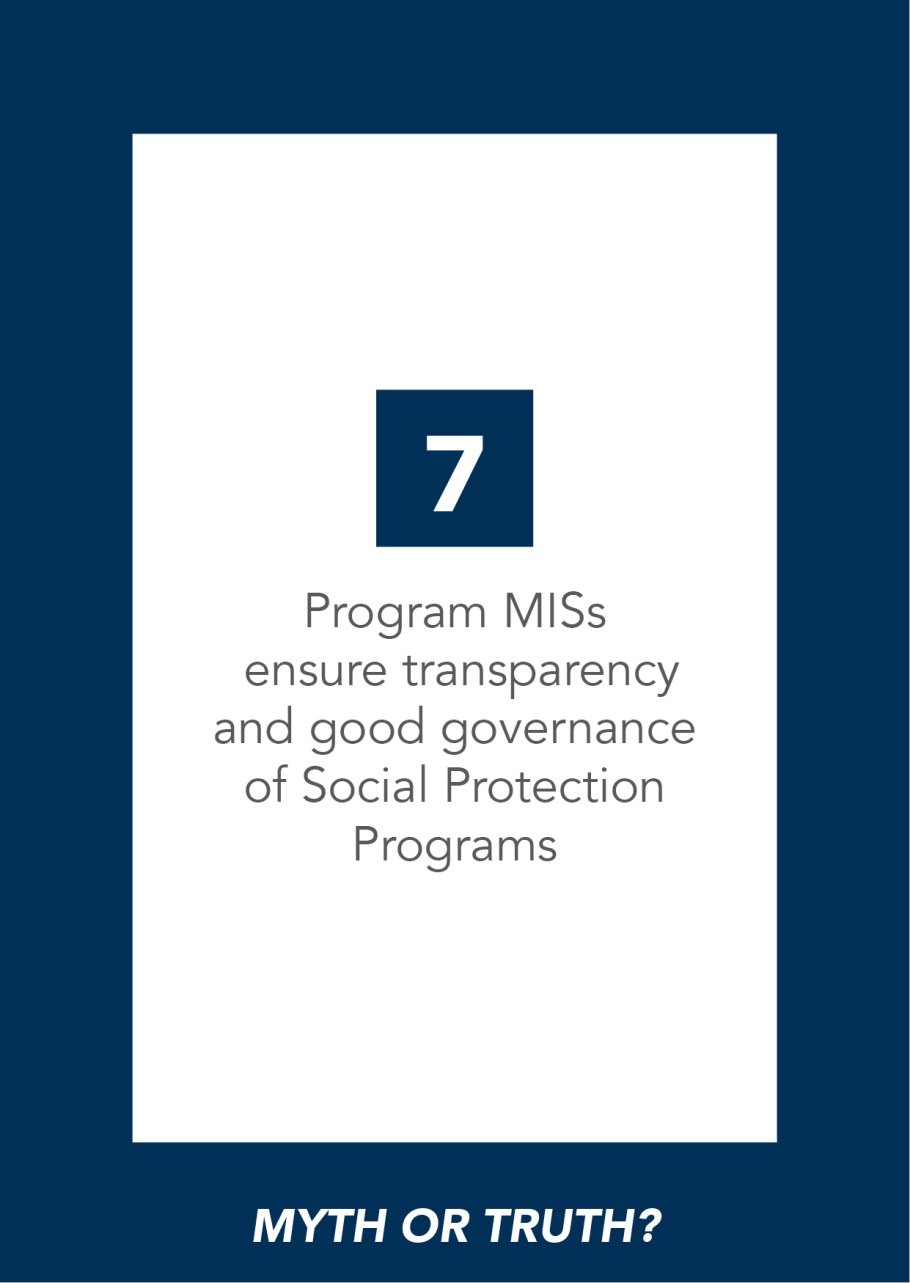 7
Program MISs
ensure transparency
and good governance
of Social Protection
Programs
MYTH OR TRUTH?